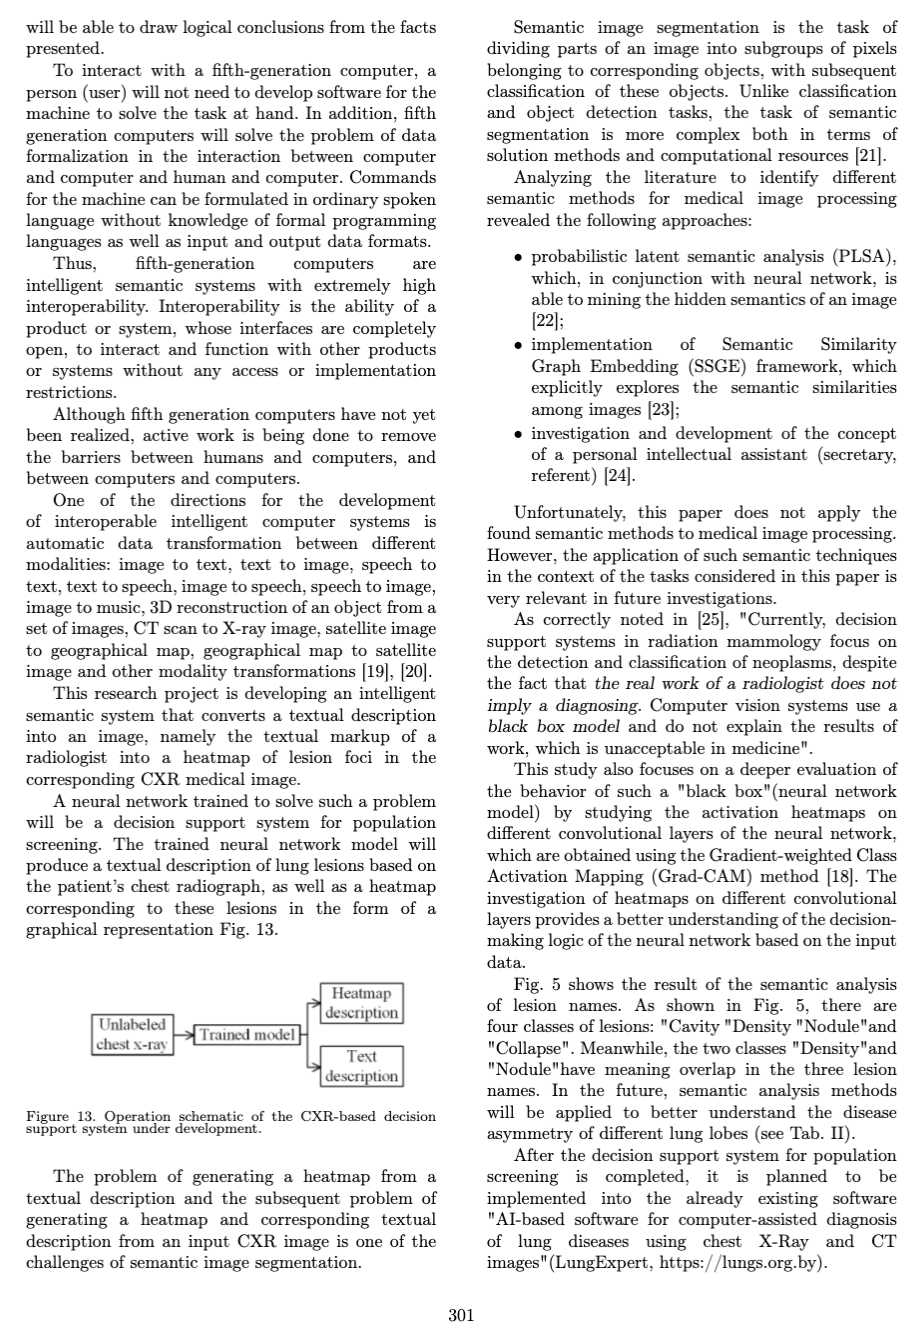 will be able to draw logical conclusions from the facts
presented.
To interact with a fifth-generation computer, a
person (user) will not need to develop software for the
machine to solve the task at hand. In addition, fifth
generation computers will solve the problem of data
formalization in the interaction between computer
and computer and human and computer. Commands
for the machine can be formulated in ordinary spoken
language without knowledge of formal programming
languages as well as input and output data formats.
Thus, fifth-generation computers are
intelligent semantic systems with extremely high
interoperability. Interoperability is the ability of a
product or system, whose interfaces are completely
open, to interact and function with other products
or systems without any access or implementation
restrictions.
Although fifth generation computers have not yet
been realized, active work is being done to remove
the barriers between humans and computers, and
between computers and computers.
One of the directions for the development
of interoperable intelligent computer systems is
automatic data transformation between different
modalities: image to text, text to image, speech to
text, text to speech, image to speech, speech to image,
image to music, 3D reconstruction of an object from a
set of images, CT scan to X-ray image, satellite image
to geographical map, geographical map to satellite
image and other modality transformations [19], [20].
This research project is developing an intelligent
semantic system that converts a textual description
into an image, namely the textual markup of a
radiologist into a heatmap of lesion foci in the
corresponding CXR medical image.
A neural network trained to solve such a problem
will be a decision support system for population
screening. The trained neural network model will
produce a textual description of lung lesions based on
the patient's chest radiograph, as well as a heatmap
corresponding to these lesions in the form of a
graphical representation Fig. 13.
Unlabeled
chest x-ray
Trained model
Heatmap
description
Text
description
Figure 13. Operation schematic of the CXR-based decision
support system under development.
The problem of generating a heatmap from a
textual description and the subsequent problem of
generating a heatmap and corresponding textual
description from an input CXR image is one of the
challenges of semantic image segmentation.
Semantic image segmentation is the task of
dividing parts of an image into subgroups of pixels
belonging to corresponding objects, with subsequent
classification of these objects. Unlike classification
and object detection tasks, the task of semantic
segmentation is more complex both in terms of
solution methods and computational resources [21].
Analyzing the literature to identify different
semantic methods for medical image processing
revealed the following approaches:
• probabilistic latent semantic analysis (PLSA),
which, in conjunction with neural network, is
able to mining the hidden semantics of an image
[22];
• implementation of Semantic Similarity
Graph Embedding (SSGE) framework, which
explicitly explores the semantic similarities
among images [23];
• investigation and development of the concept
of a personal intellectual assistant (secretary,
referent) [24].
Unfortunately, this paper does not apply the
found semantic methods to medical image processing.
However, the application of such semantic techniques
in the context of the tasks considered in this paper is
very relevant in future investigations.
As correctly noted in [25], "Currently, decision
support systems in radiation mammology focus on
the detection and classification of neoplasms, despite
the fact that the real work of a radiologist does not
imply a diagnosing. Computer vision systems use a
black box model and do not explain the results of
work, which is unacceptable in medicine".
This study also focuses on a deeper evaluation of
the behavior of such a "black box"(neural network
model) by studying the activation heatmaps on
different convolutional layers of the neural network,
which are obtained using the Gradient-weighted Class
Activation Mapping (Grad-CAM) method [18]. The
investigation of heatmaps on different convolutional
layers provides a better understanding of the decision-
making logic of the neural network based on the input
data.
Fig. 5 shows the result of the semantic analysis
of lesion names. As shown in Fig. 5, there are
four classes of lesions: "Cavity "Density "Nodule"and
"Collapse". Meanwhile, the two classes "Density"and
"Nodule"have meaning overlap in the three lesion
names. In the future, semantic analysis methods
will be applied to better understand the disease
asymmetry of different lung lobes (see Tab. II).
After the decision support system for population
screening is completed, it is planned to be
implemented into the already existing software
"AI-based software for computer-assisted diagnosis
of lung diseases using chest X-Ray and CT
images"(LungExpert, https://lungs.org.by).
301